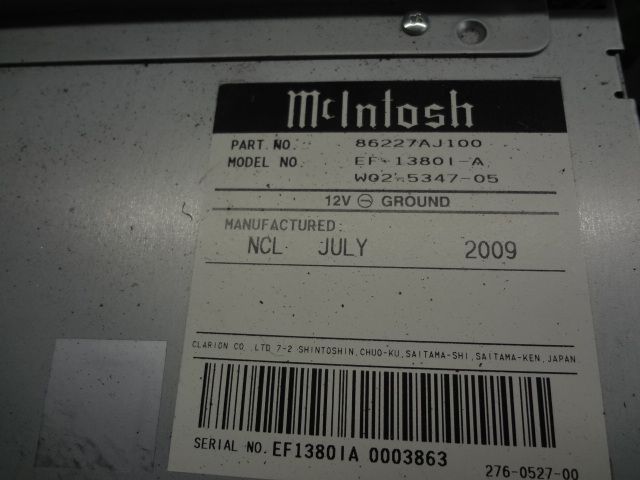 McIntosh
PART NO. 86227AJ100
MODEL NO. EF-1380I-A
W02-5347-05
12V ⊖ GROUND
MANUFACTURED:
NCL JULY 2009
CLARION CO.,LTD 7-2 SHINTOSHIN,CHUO-KU,SAITAMA-SHI,SAITAMA-KEN,JAPAN
SERIAL NO. EF1380IA 0003863
276-0527-00